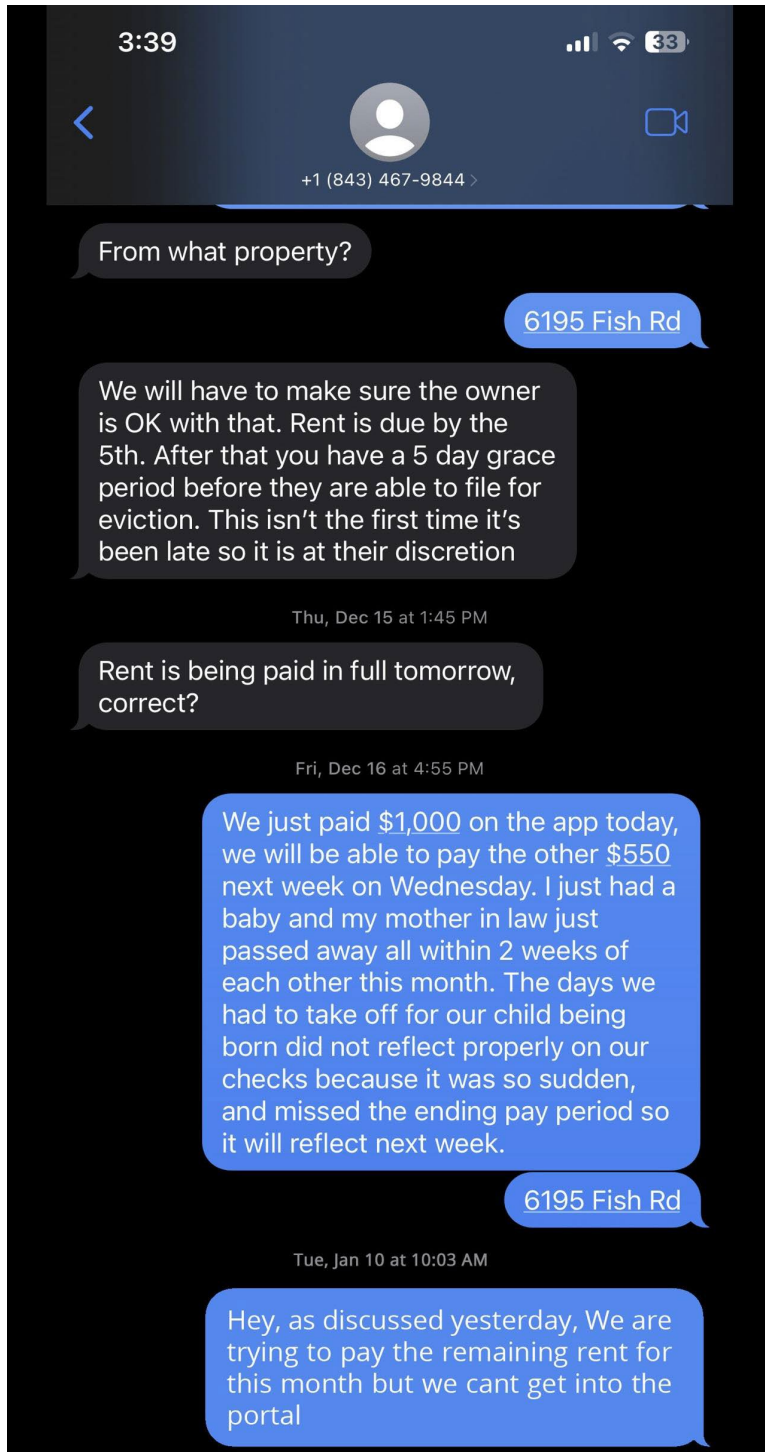 3:39
33
+1 (843) 467-9844
From what property?
6195 Fish Rd
We will have to make sure the owner
is OK with that. Rent is due by the
5th. After that you have a 5 day grace
period before they are able to file for
eviction. This isn't the first time it's
been late so it is at their discretion
Thu, Dec 15 at 1:45 PM
Rent is being paid in full tomorrow,
correct?
Fri, Dec 16 at 4:55 PM
We just paid $1,000 on the app today,
we will be able to pay the other $550
next week on Wednesday. I just had a
baby and my mother in law just
passed away all within 2 weeks of
each other this month. The days we
had to take off for our child being
born did not reflect properly on our
checks because it was so sudden,
and missed the ending pay period so
it will reflect next week.
6195 Fish Rd
Tue, Jan 10 at 10:03 AM
Hey, as discussed yesterday, We are
trying to pay the remaining rent for
this month but we cant get into the
portal